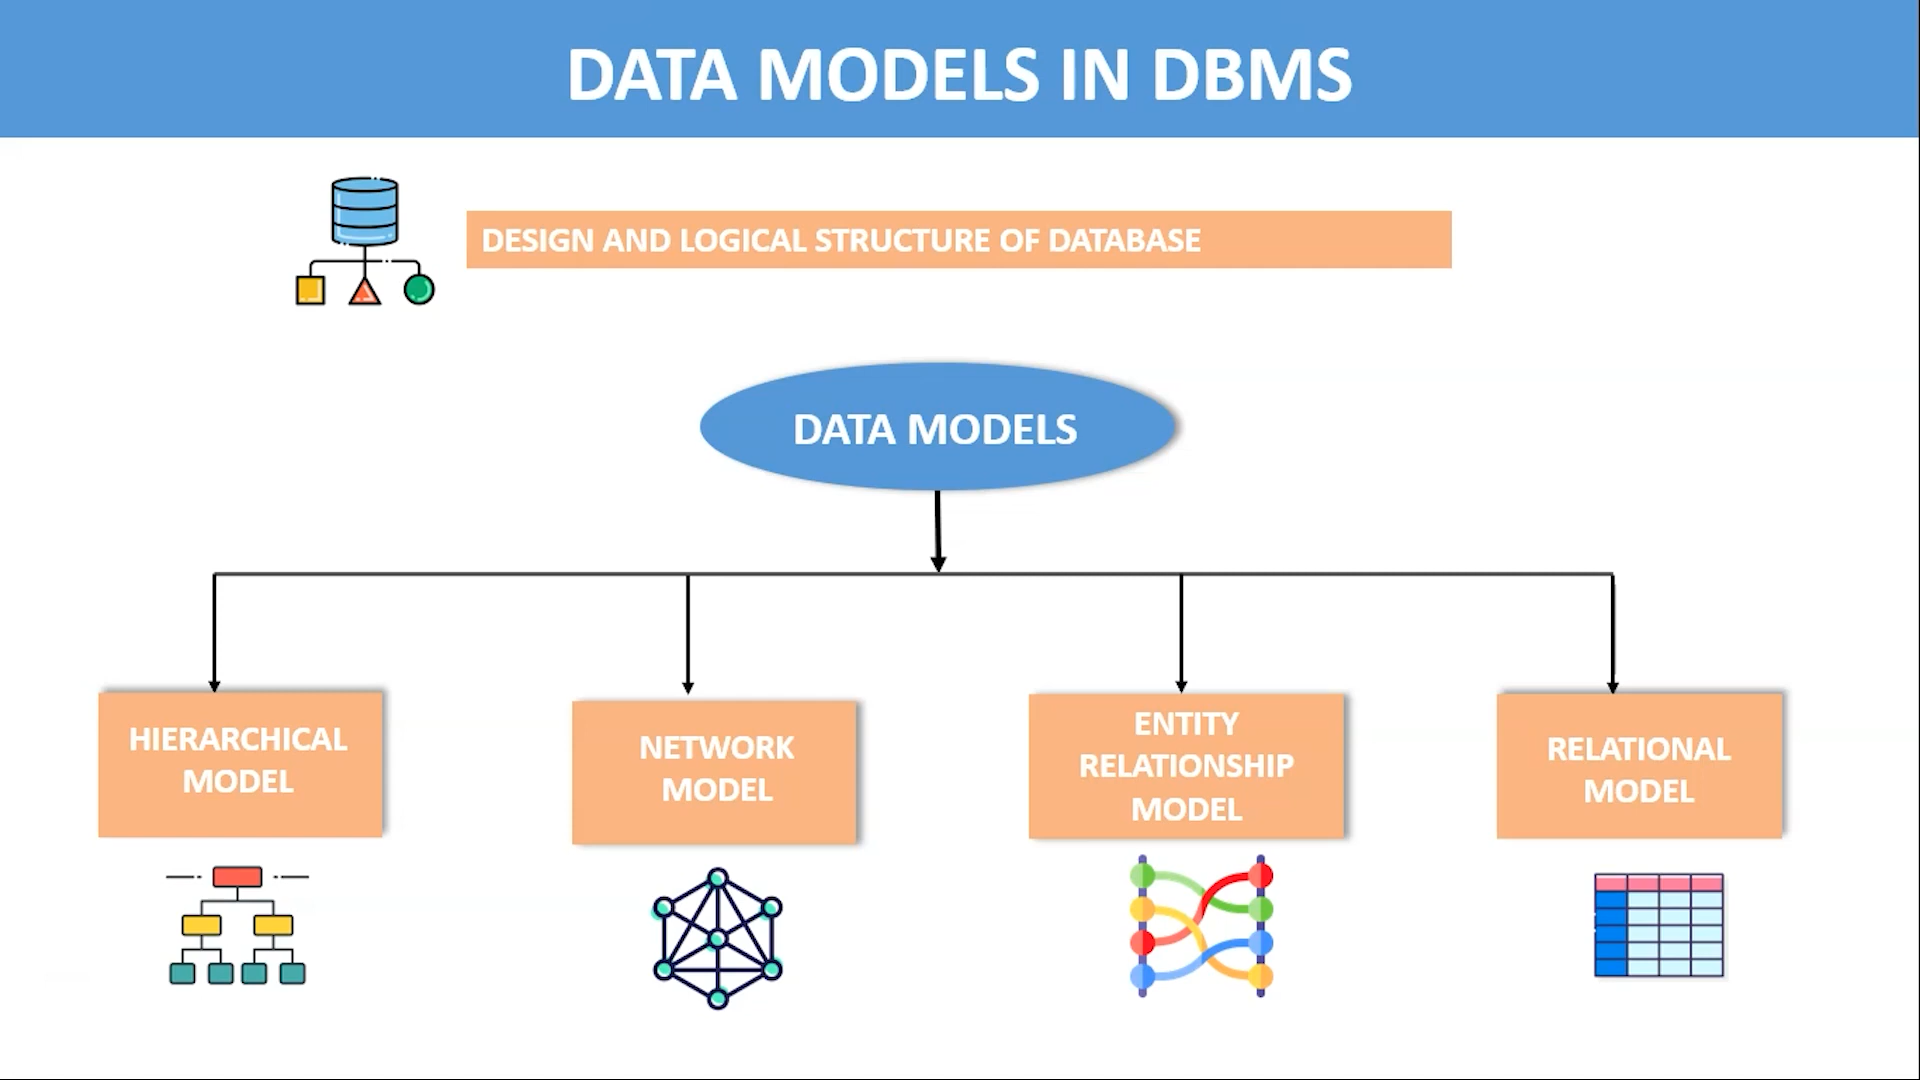 DATA MODELS IN DBMS
DESIGN AND LOGICAL STRUCTURE OF DATABASE
DATA MODELS
HIERARCHICAL
MODEL
NETWORK
MODEL
ENTITY
RELATIONSHIP
MODEL
RELATIONAL
MODEL